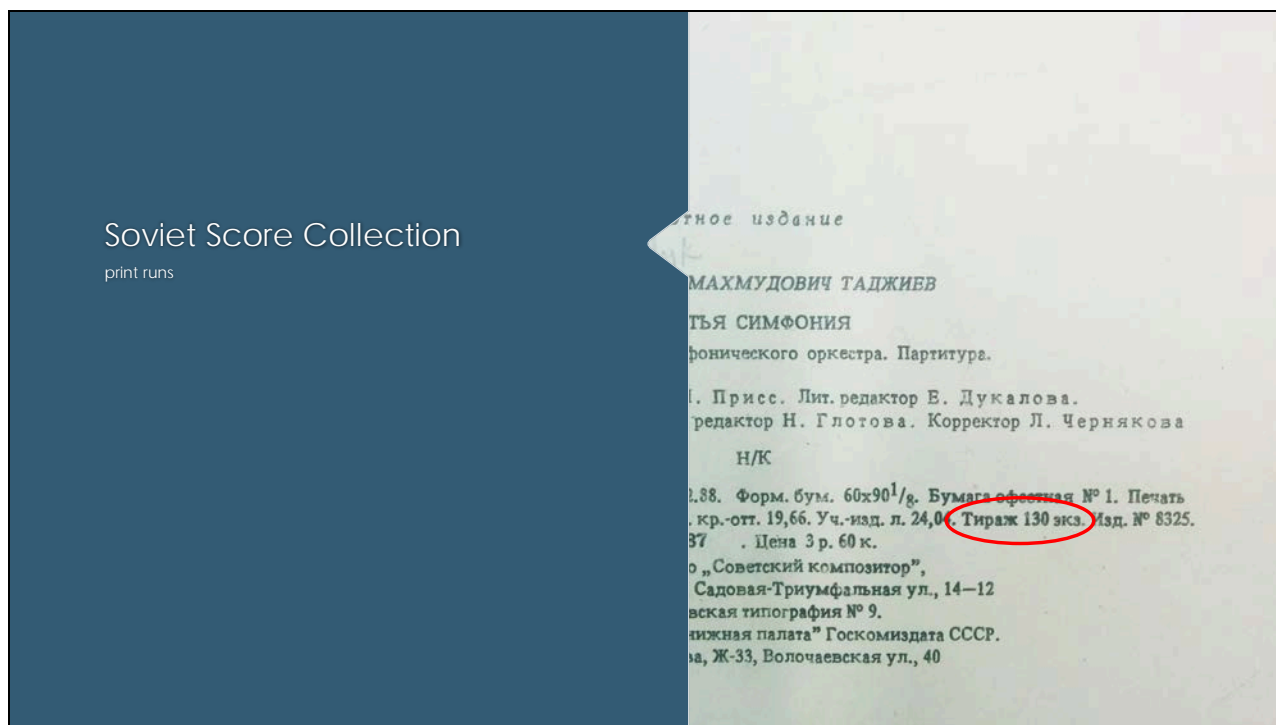 Soviet Score Collection
print runs
тное издание
МАХМУДОВИЧ ТАДЖИЕВ
ТЬЯ СИМФОНИЯ
фонического оркестра. Партитура.
. Присс. Лит. редактор Е. Дукалова.
редактор Н. Глотова. Корректор Л. Чернякова
Н/К
2.88. Форм. бум. 60х90¹/₈. Бумага офсетная № 1. Печать
. кр.-отт. 19,66. Уч.-изд. л. 24,04. Тираж 130 экз. Изд. № 8325.
87 . Цена 3 р. 60 к.
о „Советский композитор",
Садовая-Триумфальная ул., 14—12
вская типография № 9.
нижная палата" Госкомиздата СССР.
ва, Ж-33, Волочаевская ул., 40